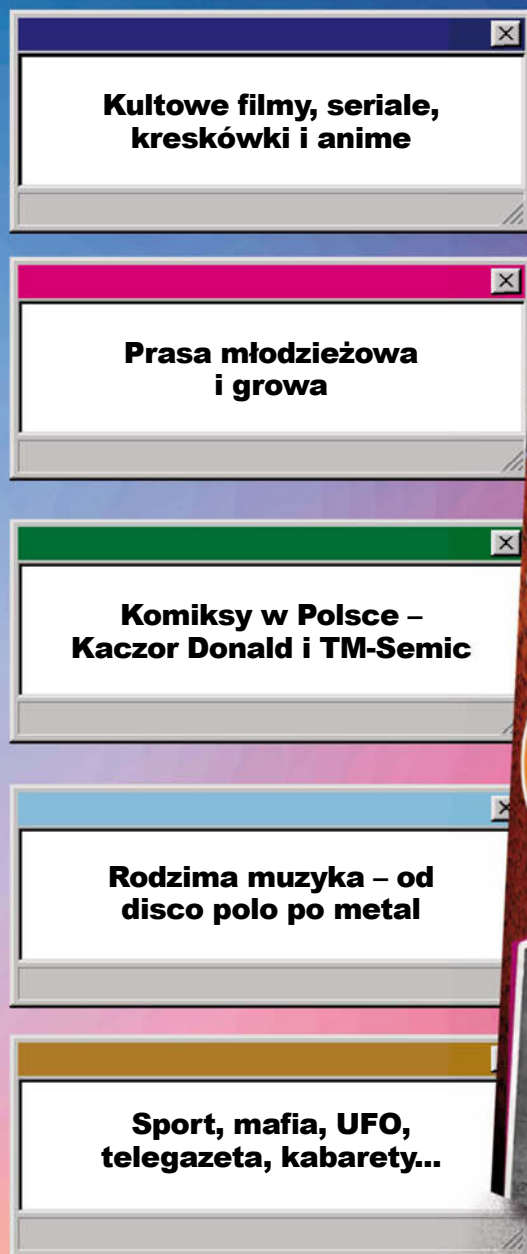 Kultowe filmy, seriale,
kreskówki i anime
Prasa młodzieżowa
i growa
Komiksy w Polsce –
Kaczor Donald i TM-Semic
Rodzima muzyka – od
disco polo po metal
Sport, mafia, UFO,
telegazeta, kabarety...